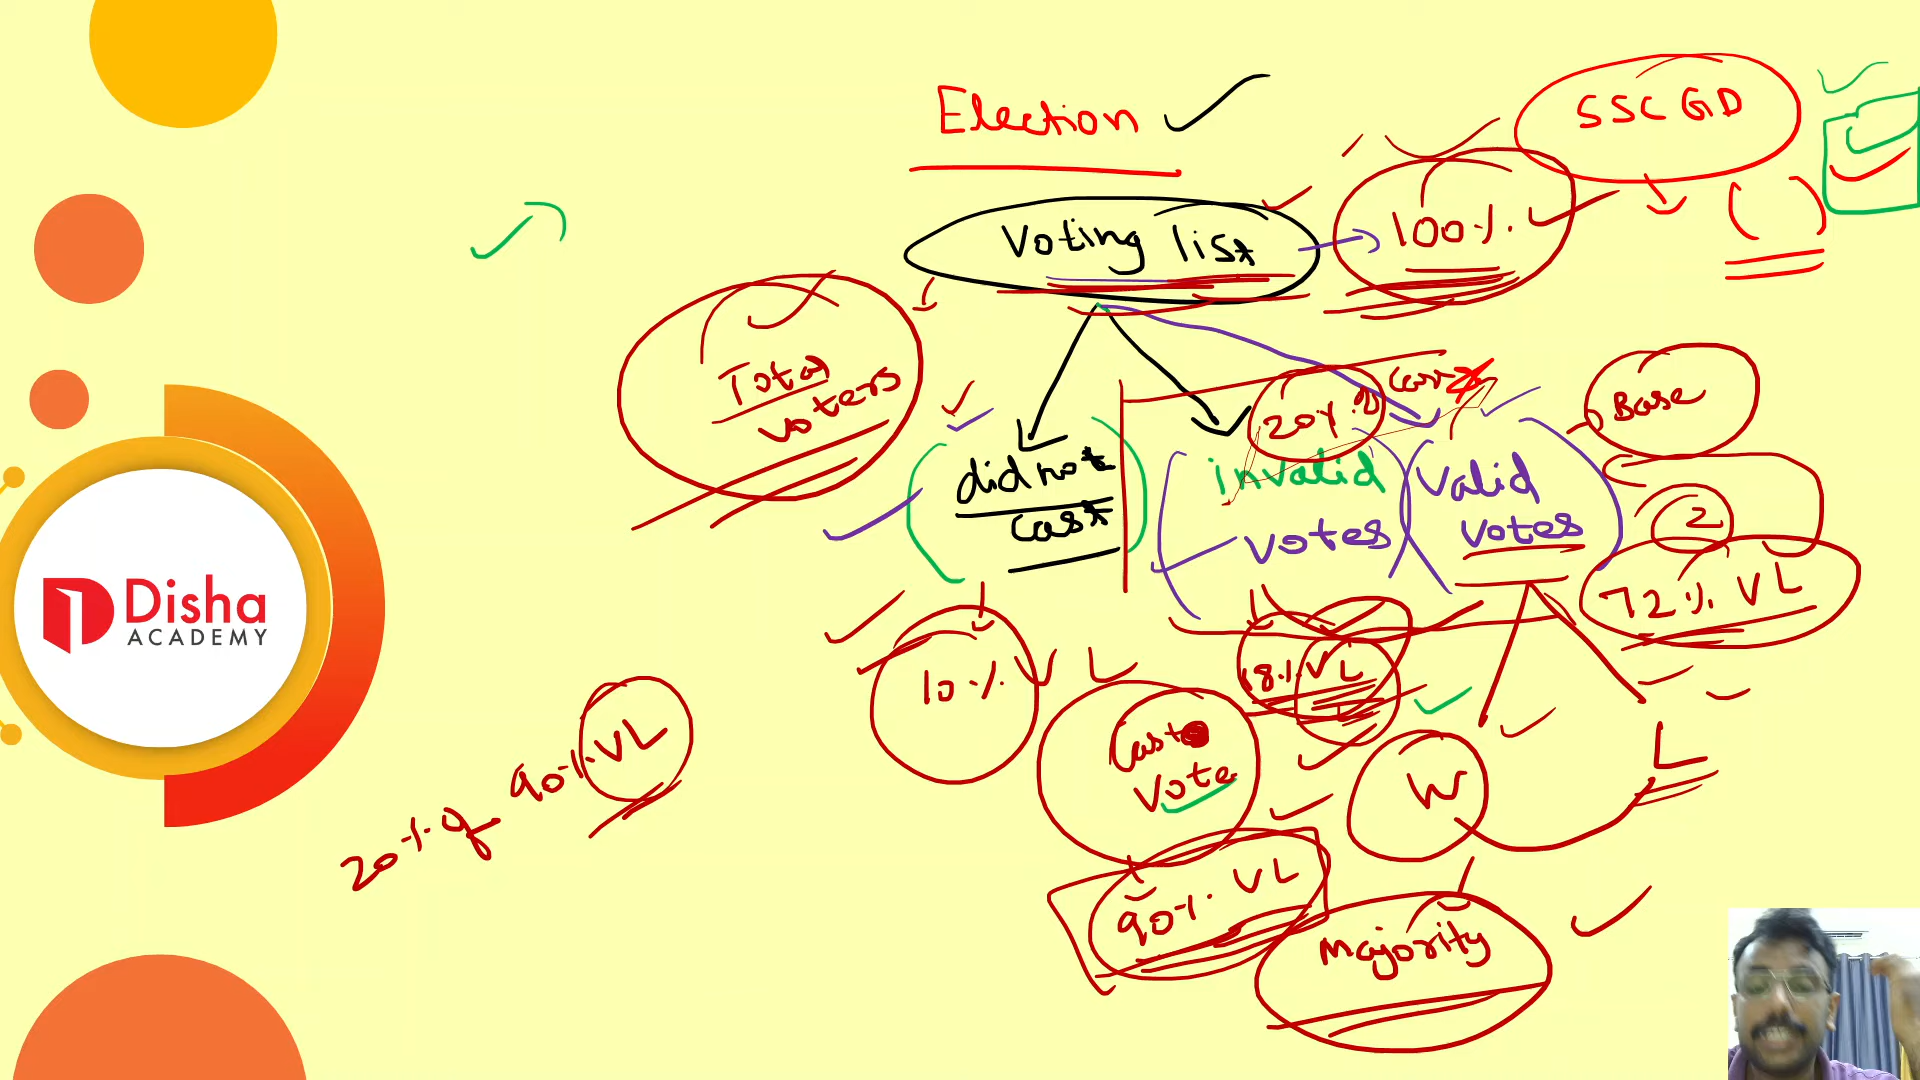 Election
SSC GD
Voting list
100%
Total
voters
20%
Base
did not
cast
invalid
votes
valid
votes
2
72% VL
10% VL
18% VL
Cast
Vote
W
L
20% of 90% VL
90% VL
Majority
Disha
ACADEMY